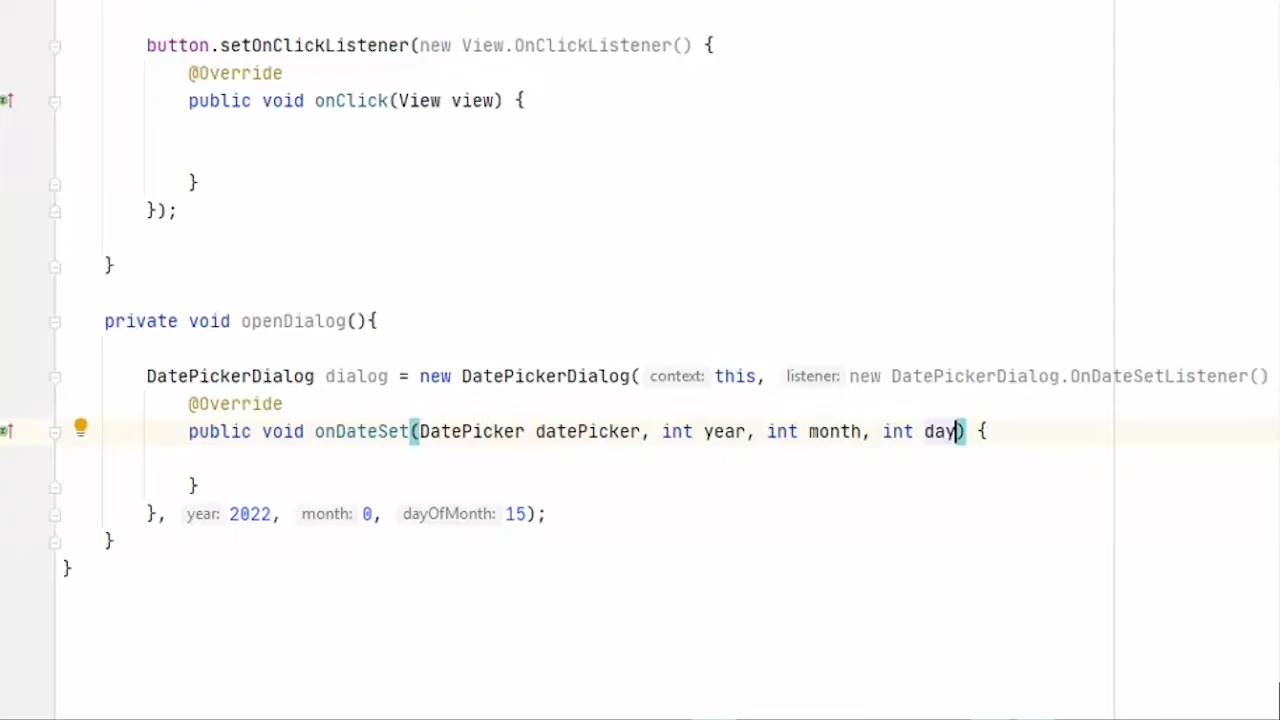 button.setOnClickListener(new View.OnClickListener() {
@Override
public void onClick(View view) {
}
});
}
private void openDialog(){
DatePickerDialog dialog = new DatePickerDialog( context: this, listener: new DatePickerDialog.OnDateSetListener()
@Override
public void onDateSet(DatePicker datePicker, int year, int month, int day) {
}
}, year: 2022, month: 0, dayOfMonth: 15);
}
}